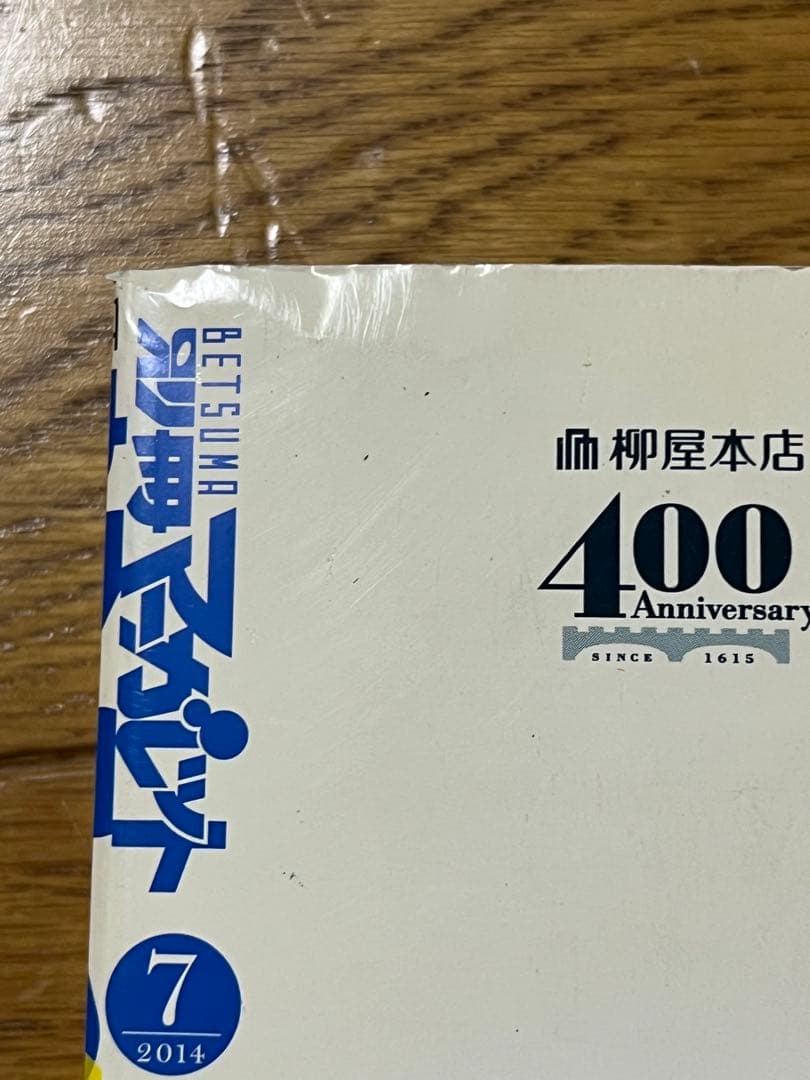 BETSUMA
別冊マーガレット
7
2014
柳屋本店
400
Anniversary
SINCE 1615